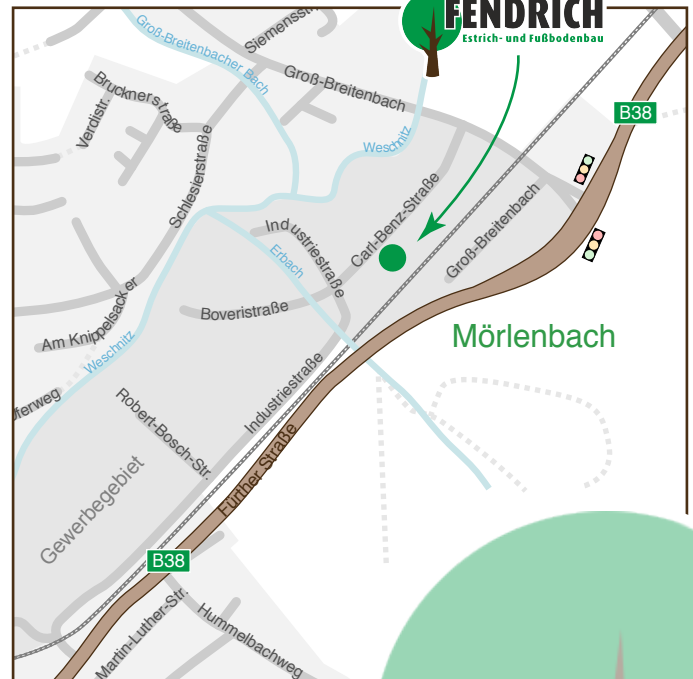 FENDRICH
Estrich- und Fußbodenbau
Siemensstr.
Groß-Breitenbacher Bach
Groß-Breitenbach
Brucknerstraße
Verdistr.
B38
Weschnitz
Schlesierstraße
Carl-Benz-Straße
Groß-Breitenbach
Industriestraße
Erbach
Boveristraße
Am Knippelsacker
Weschnitz
Mörlenbach
Industriestraße
Robert-Bosch-Str.
Fürther Straße
Gewerbegebiet
B38
Martin-Luther-Str.
Hummelbachweg